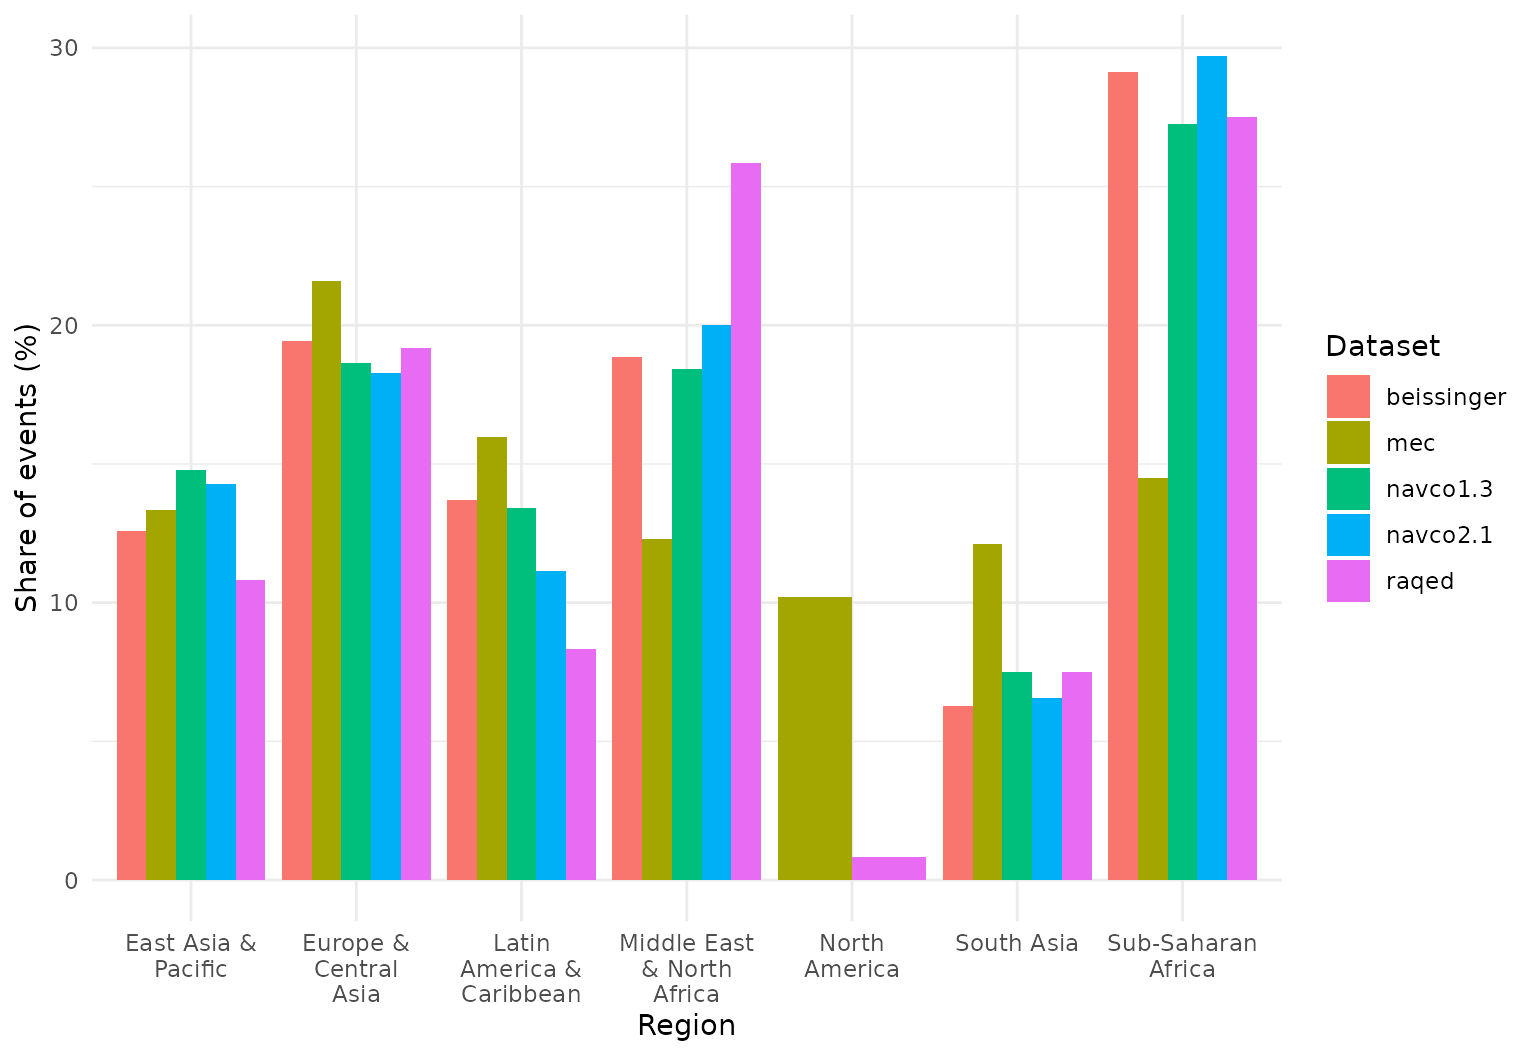 30
20
10
0
Share of events (%)
East Asia &
Pacific
Europe &
Central
Asia
Latin
America &
Caribbean
Middle East
& North
Africa
North
America
South Asia
Sub-Saharan
Africa
Region
Dataset
beissinger
mec
navco1.3
navco2.1
raqed